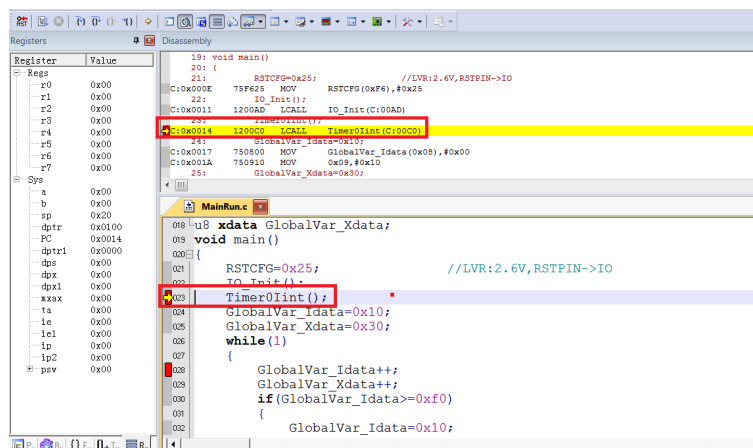 Registers
Register Value
Regs
r0 0x00
r1 0x00
r2 0x00
r3 0x00
r4 0x00
r5 0x00
r6 0x00
r7 0x00
Sys
a 0x00
b 0x00
sp 0x20
dptr 0x0100
PC 0x0014
dptr1 0x0000
dps 0x00
dpx 0x00
dpx1 0x00
mxax 0x00
ta 0x00
ie 0x00
ie1 0x00
ip 0x00
ip2 0x00
psw 0x00
Disassembly
19: void main()
20: {
21: RSTCFG=0x25; //LVR:2.6V,RSTPIN->IO
C:0x000E 75F625 MOV RSTCFG(0xF6),#0x25
22: IO_Init();
C:0x0011 1200AD LCALL IO_Init(C:00AD)
23: Timer0Iint();
C:0x0014 1200C0 LCALL Timer0Iint(C:00C0)
24: GlobalVar_Idata=0x10;
C:0x0017 750800 MOV GlobalVar_Idata(0x08),#0x00
C:0x001A 750910 MOV 0x09,#0x10
25: GlobalVar_Xdata=0x30;
MainRun.c
018 u8 xdata GlobalVar_Xdata;
019 void main()
020 {
021 RSTCFG=0x25; //LVR:2.6V,RSTPIN->IO
022 IO_Init();
023 Timer0Iint();
024 GlobalVar_Idata=0x10;
025 GlobalVar_Xdata=0x30;
026 while(1)
027 {
028 GlobalVar_Idata++;
029 GlobalVar_Xdata++;
030 if(GlobalVar_Idata>=0xf0)
031 {
032 GlobalVar_Idata=0x10;